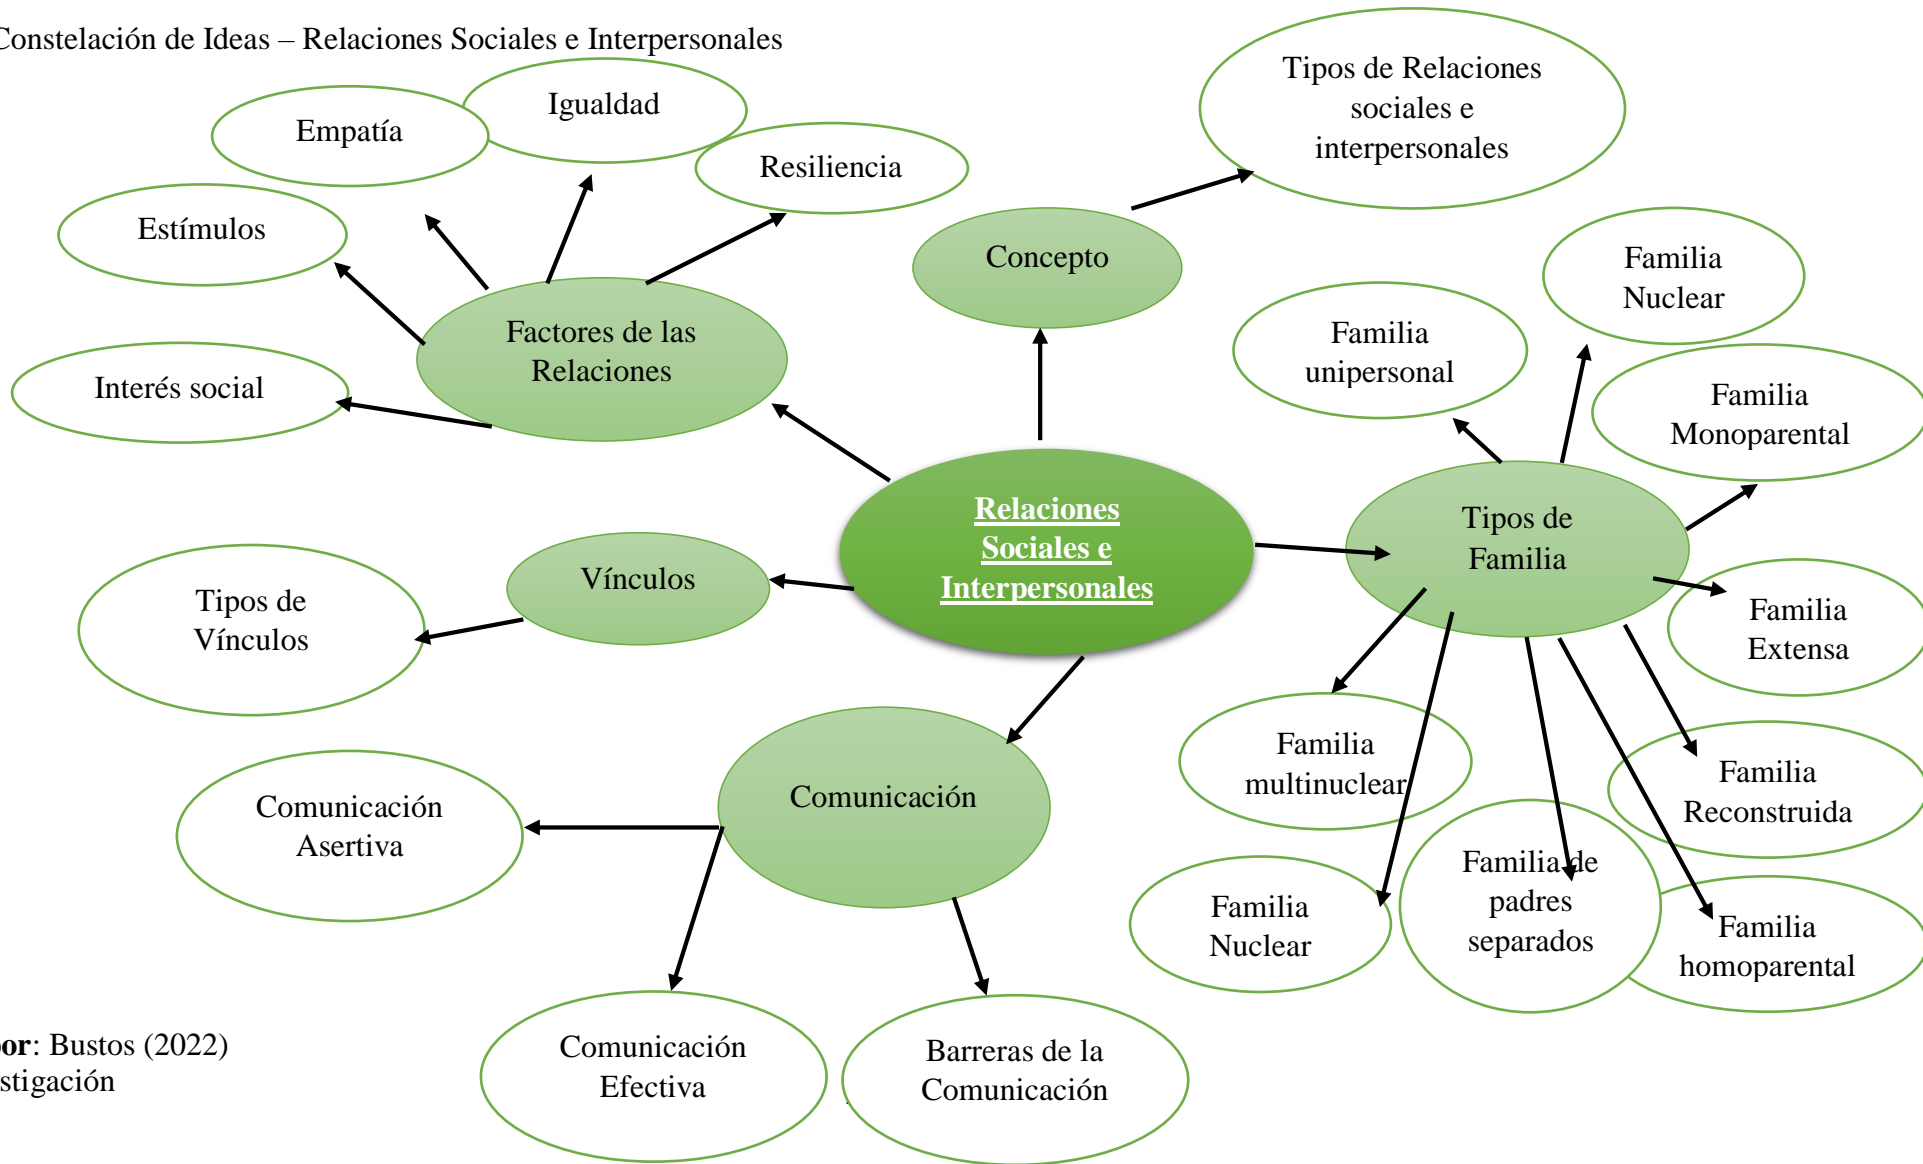 Constelación de Ideas – Relaciones Sociales e Interpersonales
Tipos de Relaciones
sociales e
interpersonales
Igualdad
Empatía
Resiliencia
Estímulos
Concepto
Familia
Nuclear
Factores de las
Relaciones
Familia
unipersonal
Interés social
Familia
Monoparental
Relaciones
Sociales e
Interpersonales
Tipos de
Familia
Vínculos
Tipos de
Vínculos
Familia
Extensa
Familia
multinuclear
Comunicación
Familia
Reconstruida
Comunicación
Asertiva
Familia de
padres
separados
Familia
Nuclear
Familia
homoparental
Comunicación
Efectiva
Barreras de la
Comunicación
por: Bustos (2022)
stigación